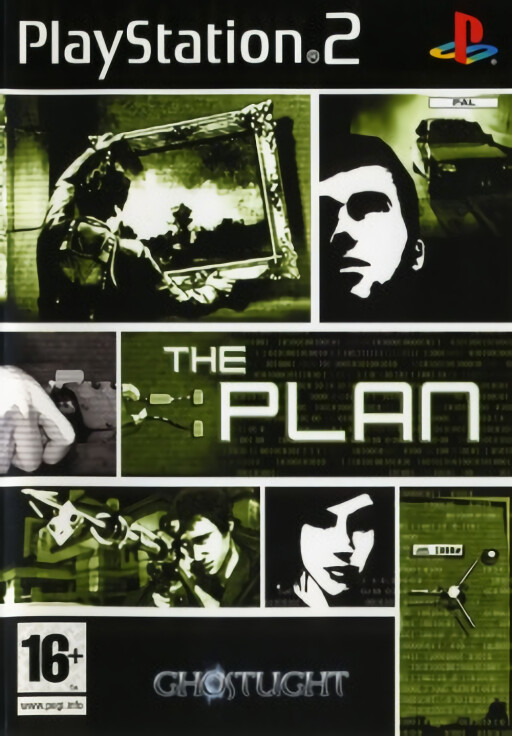 PlayStation®2
PAL
THE
PLAN
16+
www.pegi.info
GHOSTLIGHT